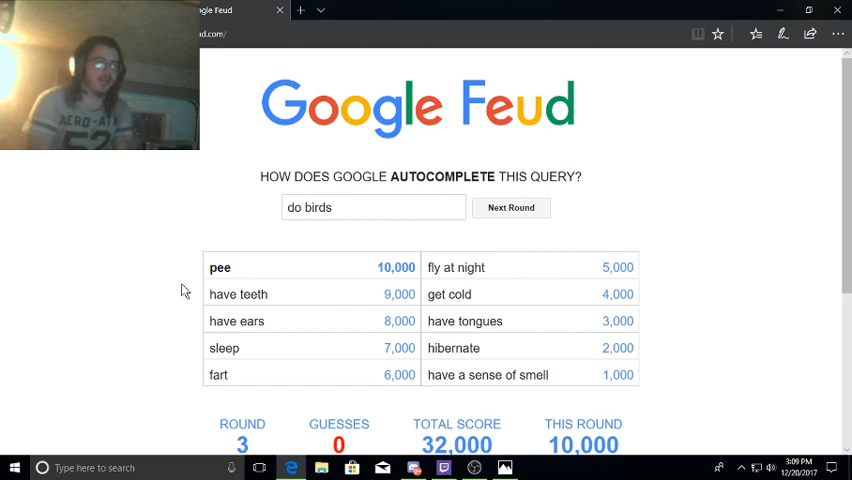 gle Feud
ud.com/
AERO-
52
Google Feud
HOW DOES GOOGLE AUTOCOMPLETE THIS QUERY?
do birds
Next Round
pee 10,000 fly at night 5,000
have teeth 9,000 get cold 4,000
have ears 8,000 have tongues 3,000
sleep 7,000 hibernate 2,000
fart 6,000 have a sense of smell 1,000
ROUND GUESSES TOTAL SCORE THIS ROUND
3 0 32,000 10,000
Type here to search
3:09 PM
12/20/2017